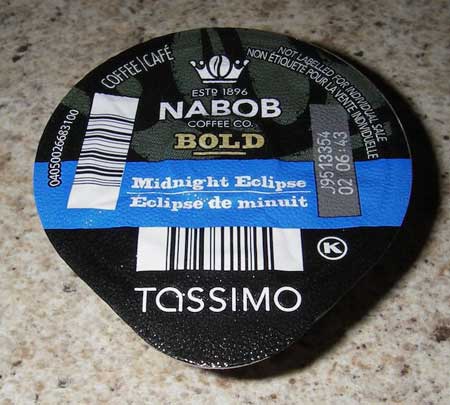 COFFEE | CAFÉ
ESTD 1896
NABOB
COFFEE CO.
BOLD
NOT LABELLED FOR INDIVIDUAL SALE
NON ÉTIQUETÉ POUR LA VENTE INDIVIDUELLE
04050026683100
J9513354
02 06:43
Midnight Eclipse
Éclipse de minuit
K
TASSIMO